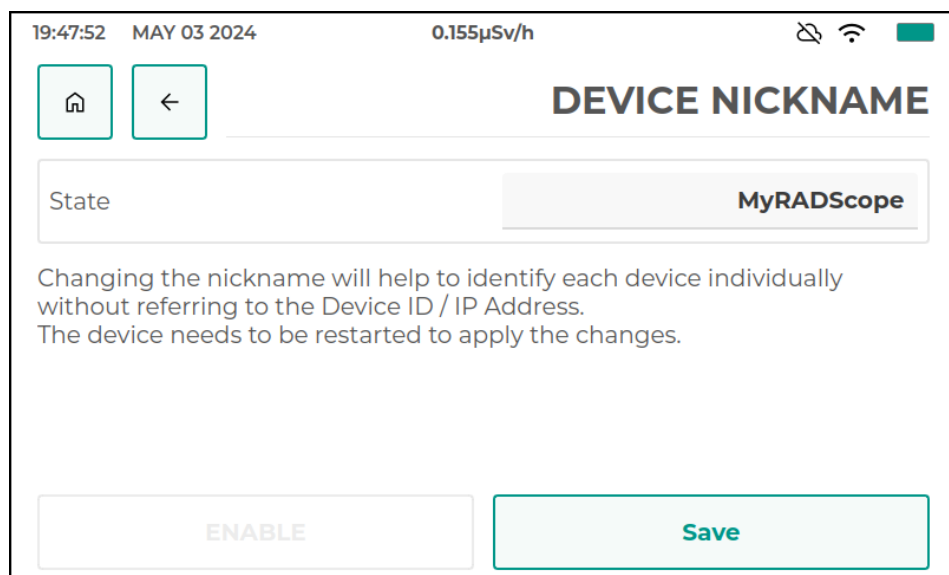 19:47:52 MAY 03 2024 0.155µSv/h
DEVICE NICKNAME
State MyRADScope
Changing the nickname will help to identify each device individually
without referring to the Device ID / IP Address.
The device needs to be restarted to apply the changes.
ENABLE Save